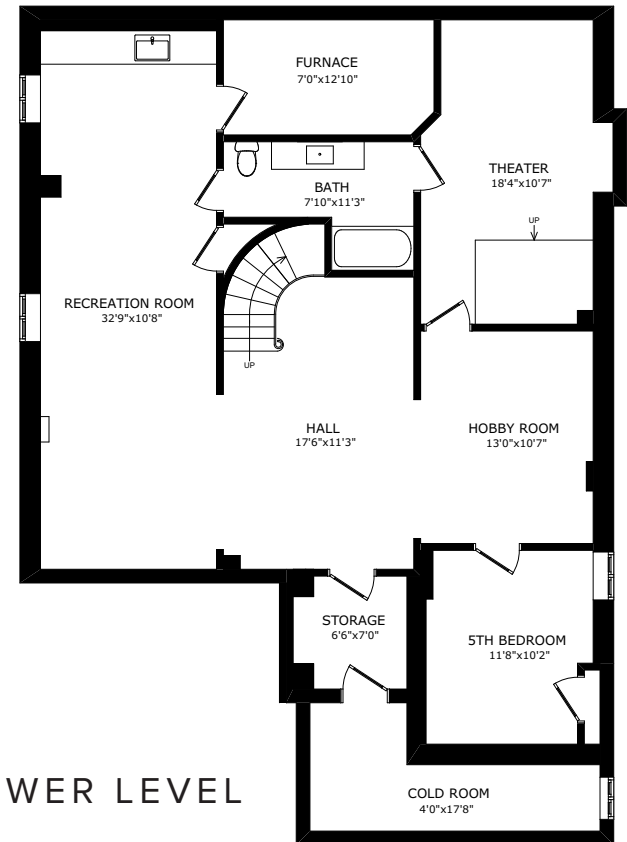 FURNACE
7'0"x12'10"
THEATER
18'4"x10'7"
BATH
7'10"x11'3"
UP
RECREATION ROOM
32'9"x10'8"
UP
HALL
17'6"x11'3"
HOBBY ROOM
13'0"x10'7"
STORAGE
6'6"x7'0"
5TH BEDROOM
11'8"x10'2"
WER LEVEL
COLD ROOM
4'0"x17'8"